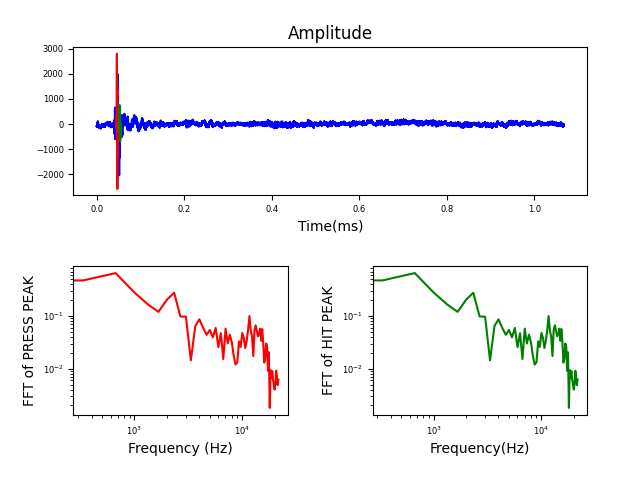 Amplitude
3000
2000
1000
0
−1000
−2000
0.0 0.2 0.4 0.6 0.8 1.0
Time(ms)
FFT of PRESS PEAK
10⁻¹
10⁻²
10³ 10⁴
Frequency (Hz)
FFT of HIT PEAK
10⁻¹
10⁻²
10³ 10⁴
Frequency(Hz)